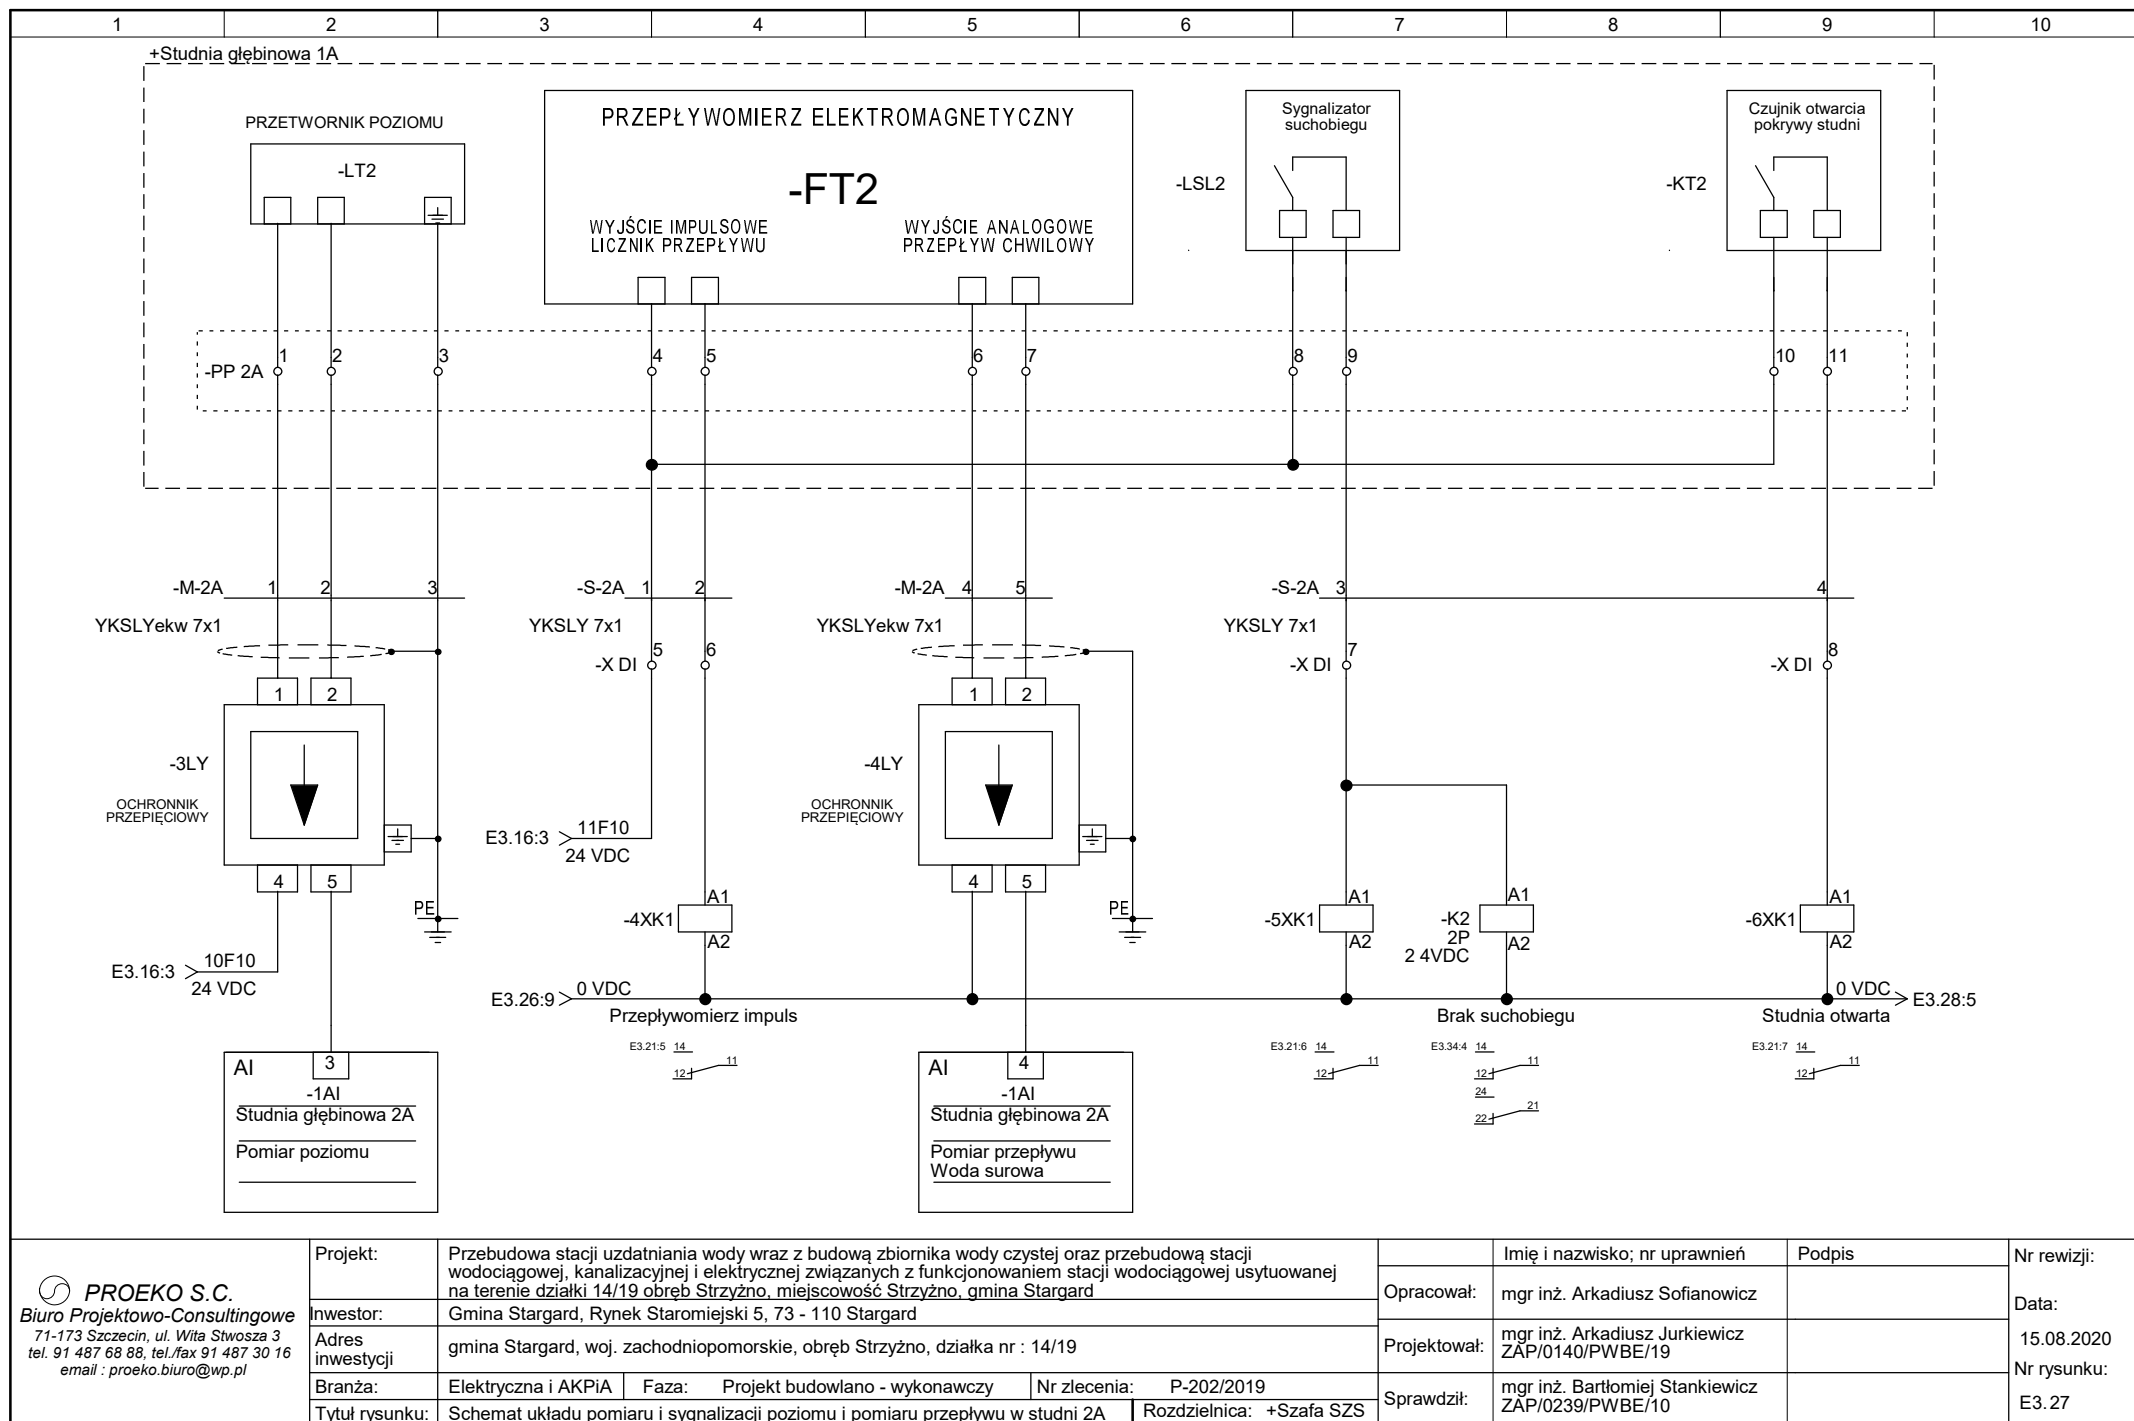 1 2 3 4 5 6 7 8 9 10
+Studnia głębinowa 1A
PRZETWORNIK POZIOMU
-LT2
PRZEPŁYWOMIERZ ELEKTROMAGNETYCZNY
-FT2
WYJŚCIE IMPULSOWE
LICZNIK PRZEPŁYWU
WYJŚCIE ANALOGOWE
PRZEPŁYW CHWILOWY
Sygnalizator
suchobiegu
-LSL2
Czujnik otwarcia
pokrywy studni
-KT2
-PP 2A 1 2 3 4 5 6 7 8 9 10 11
-M-2A 1 2 3
YKSLYekw 7x1
-S-2A 1 2
YKSLY 7x1
-M-2A 4 5
YKSLYekw 7x1
-S-2A 3 4
YKSLY 7x1
-X DI 5 6
-X DI 7
-X DI 8
1 2
-3LY
OCHRONNIK
PRZEPIĘCIOWY
4 5
PE
E3.16:3 10F10
24 VDC
E3.16:3 11F10
24 VDC
1 2
-4LY
OCHRONNIK
PRZEPIĘCIOWY
4 5
PE
-4XK1 A1
A2
-5XK1 A1
A2
-K2 A1
2P
2 4VDC
A2
-6XK1 A1
A2
E3.26:9 0 VDC
0 VDC E3.28:5
Przepływomierz impuls
Brak suchobiegu
Studnia otwarta
E3.21:5 14
12 11
E3.21:6 14
12 11
E3.34:4 14
12 11
24
22 21
E3.21:7 14
12 11
AI 3
-1AI
Studnia głębinowa 2A
Pomiar poziomu
AI 4
-1AI
Studnia głębinowa 2A
Pomiar przepływu
Woda surowa
PROEKO S.C.
Biuro Projektowo-Consultingowe
71-173 Szczecin, ul. Wita Stwosza 3
tel. 91 487 68 88, tel./fax 91 487 30 16
email : proeko.biuro@wp.pl
Projekt: Przebudowa stacji uzdatniania wody wraz z budową zbiornika wody czystej oraz przebudową stacji
wodociągowej, kanalizacyjnej i elektrycznej związanych z funkcjonowaniem stacji wodociągowej usytuowanej
na terenie działki 14/19 obręb Strzyżno, miejscowość Strzyżno, gmina Stargard
Inwestor: Gmina Stargard, Rynek Staromiejski 5, 73 - 110 Stargard
Adres
inwestycji
gmina Stargard, woj. zachodniopomorskie, obręb Strzyżno, działka nr : 14/19
Branża: Elektryczna i AKPiA Faza: Projekt budowlano - wykonawczy Nr zlecenia: P-202/2019
Tytuł rysunku: Schemat układu pomiaru i sygnalizacji poziomu i pomiaru przepływu w studni 2A Rozdzielnica: +Szafa SZS
Imię i nazwisko; nr uprawnień Podpis
Opracował: mgr inż. Arkadiusz Sofianowicz
Projektował: mgr inż. Arkadiusz Jurkiewicz
ZAP/0140/PWBE/19
Sprawdził: mgr inż. Bartłomiej Stankiewicz
ZAP/0239/PWBE/10
Nr rewizji:
Data:
15.08.2020
Nr rysunku:
E3.27